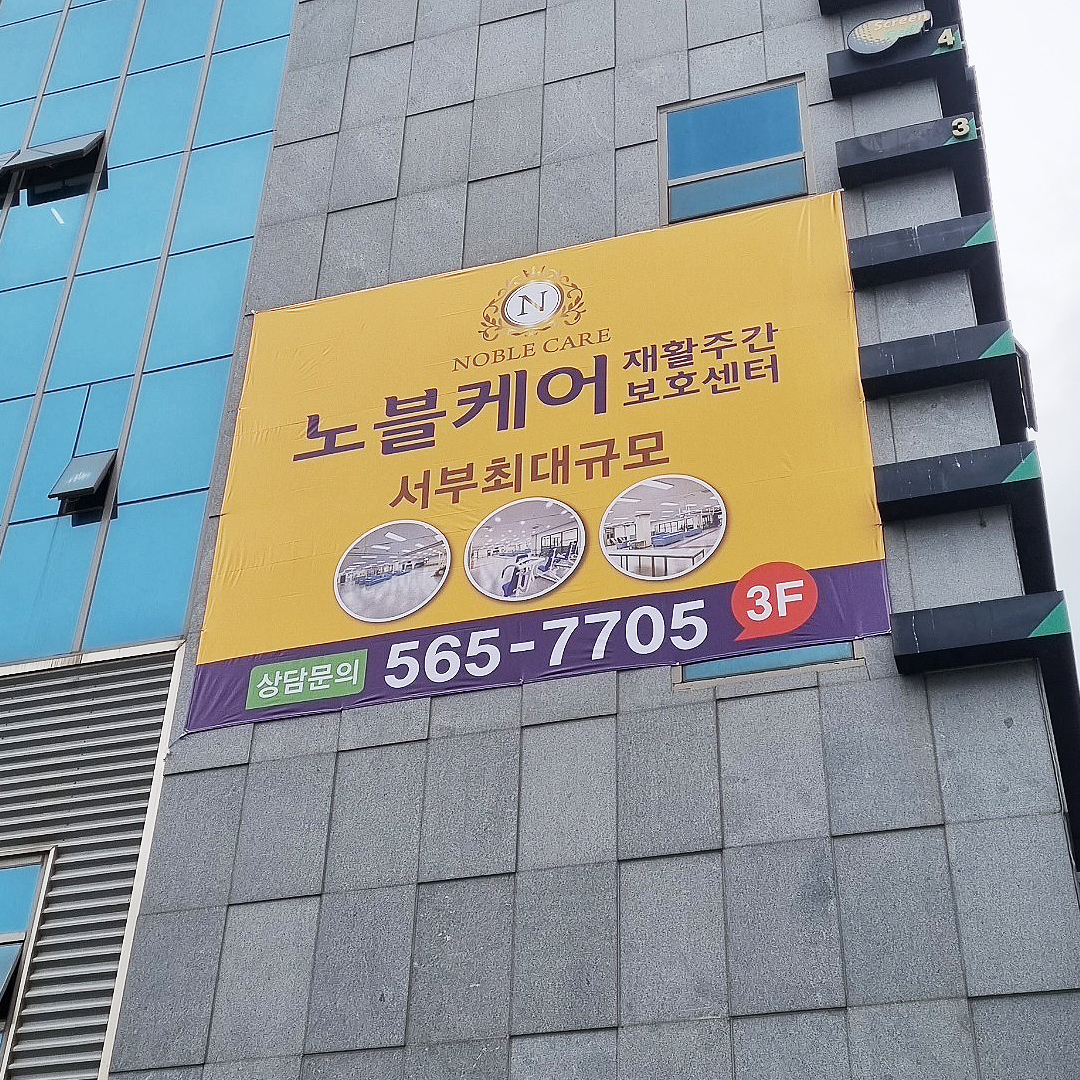 Screen
4
3
N
NOBLE CARE
노블케어 재활주간
보호센터
서부최대규모
상담문의 565-7705 3F